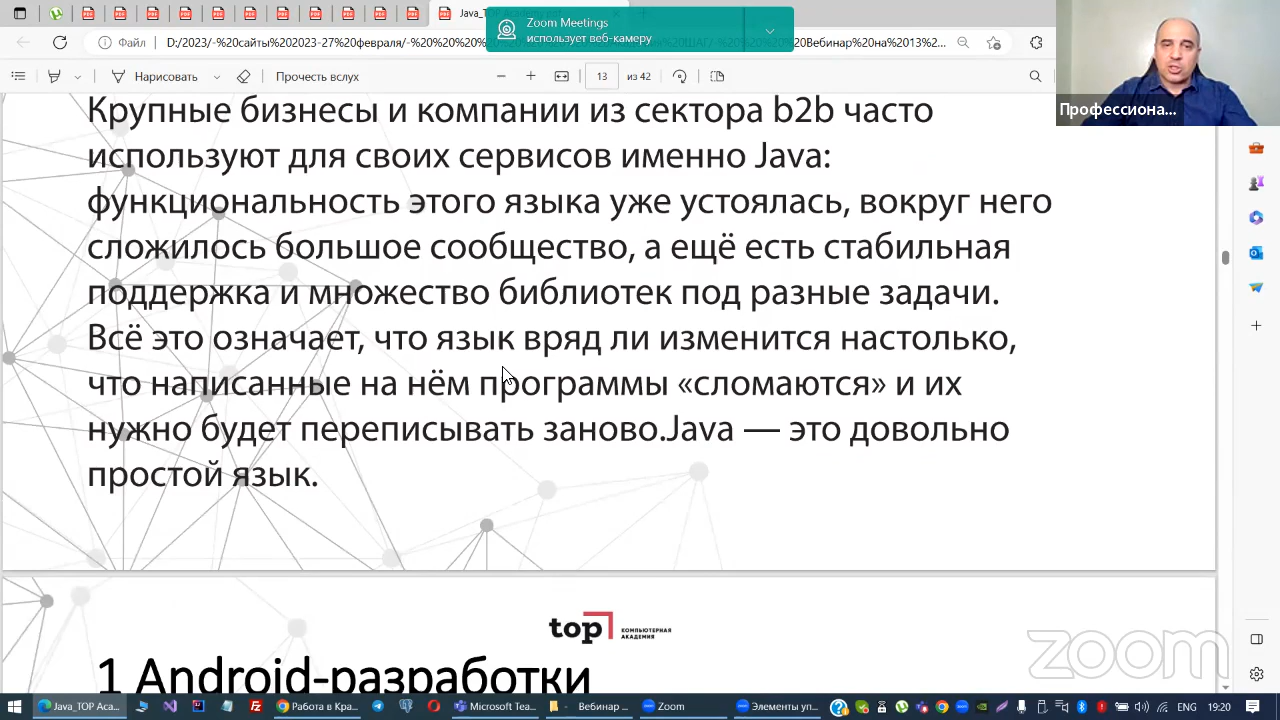 Java_TOP Academy.pdf
Zoom Meetings
использует веб-камеру
Файл
Профессиона...
Нарисовать
Прочесть вслух
13
из 42
Крупные бизнесы и компании из сектора b2b часто
используют для своих сервисов именно Java:
функциональность этого языка уже устоялась, вокруг него
сложилось большое сообщество, а ещё есть стабильная
поддержка и множество библиотек под разные задачи.
Всё это означает, что язык вряд ли изменится настолько,
что написанные на нём программы «сломаются» и их
нужно будет переписывать заново.Java — это довольно
простой язык.
top КОМПЬЮТЕРНАЯ
АКАДЕМИЯ
1 Android-разработки
zoom
Java_TOP Aca...
Работа в Кра...
Microsoft Tea...
- Вебинар ...
Zoom
Элементы уп...
РУС
19:20